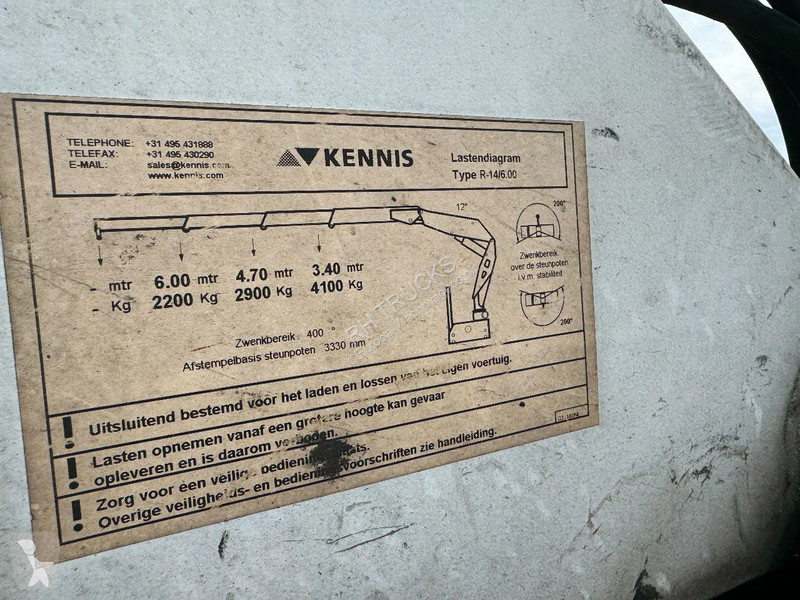 TELEPHONE: +31 495 431888
TELEFAX: +31 495 430290
E-MAIL: sales@kennis.com
www.kennis.com
KENNIS
Lastendiagram
Type R-14/6.00
12°
200°
- mtr 6.00 mtr 4.70 mtr 3.40 mtr
- Kg 2200 Kg 2900 Kg 4100 Kg
Zwenkbereik
over de steunpoten
i.v.m. stabiliteit
200°
Zwenkbereik 400 °
Afstempelbasis steunpoten 3330 mm
RH TRUCKS
! Uitsluitend bestemd vóór het laden en lossen van het eigen voertuig.
! Lasten opnemen vanaf een grotere hoogte kan gevaar
opleveren en is daarom verboden.
! Zorg voor een veilige bedieningsplaats.
Overige veiligheids- en bedieningsvoorschriften zie handleiding.